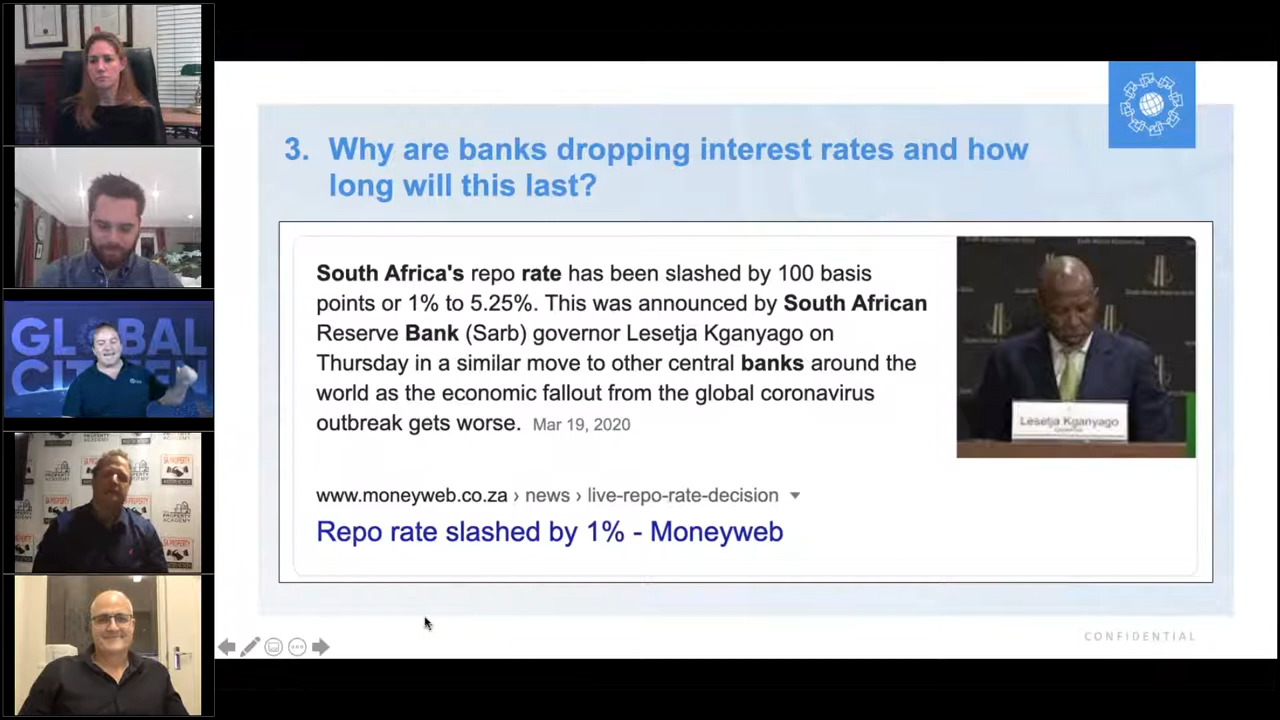 3. Why are banks dropping interest rates and how
long will this last?
South Africa's repo rate has been slashed by 100 basis
points or 1% to 5.25%. This was announced by South African
Reserve Bank (Sarb) governor Lesetja Kganyago on
Thursday in a similar move to other central banks around the
world as the economic fallout from the global coronavirus
outbreak gets worse. Mar 19, 2020
Lesetja Kganyago
www.moneyweb.co.za › news › live-repo-rate-decision
Repo rate slashed by 1% - Moneyweb
CONFIDENTIAL
GLOBAL
SA PROPERTY
PROPERTY
ACADEMY